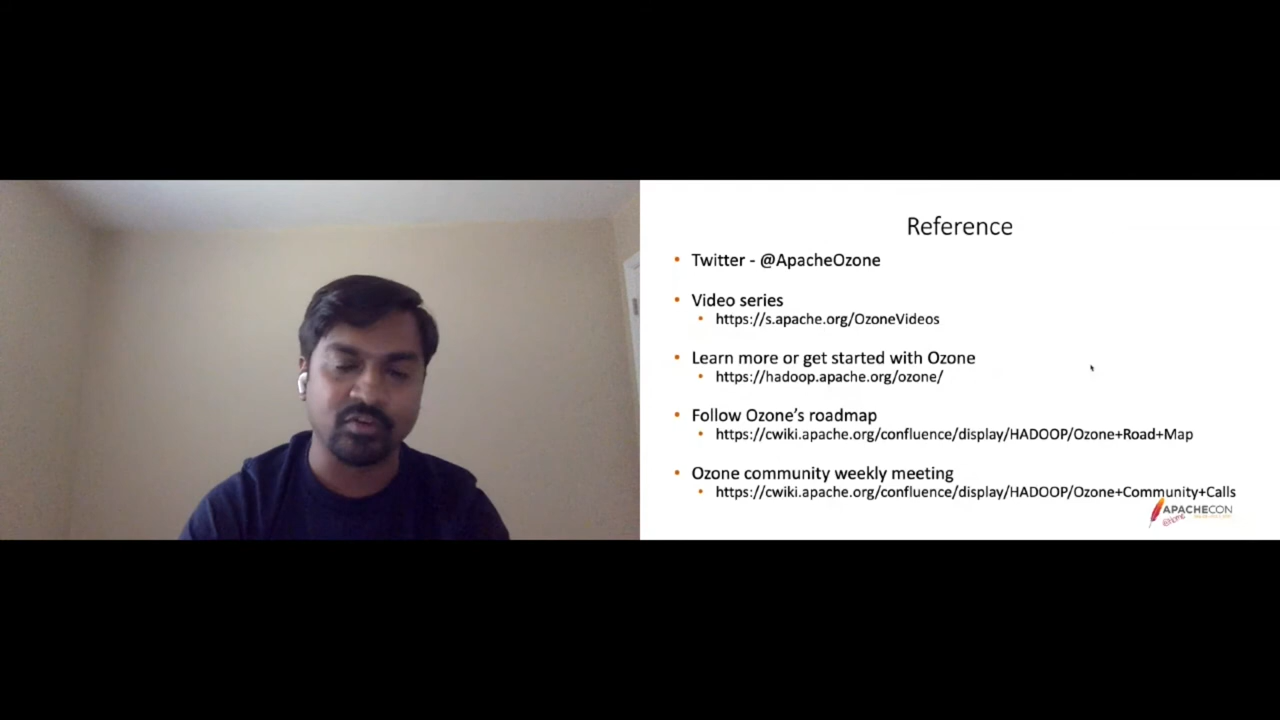 Reference
• Twitter - @ApacheOzone
• Video series
• https://s.apache.org/OzoneVideos
• Learn more or get started with Ozone
• https://hadoop.apache.org/ozone/
• Follow Ozone’s roadmap
• https://cwiki.apache.org/confluence/display/HADOOP/Ozone+Road+Map
• Ozone community weekly meeting
• https://cwiki.apache.org/confluence/display/HADOOP/Ozone+Community+Calls
APACHECON
@Home